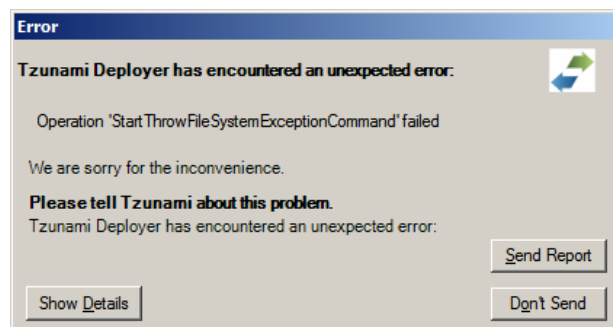 Error
Tzunami Deployer has encountered an unexpected error:
Operation 'StartThrowFileSystemExceptionCommand' failed
We are sorry for the inconvenience.
Please tell Tzunami about this problem.
Tzunami Deployer has encountered an unexpected error:
Send Report
Show Details
Don't Send